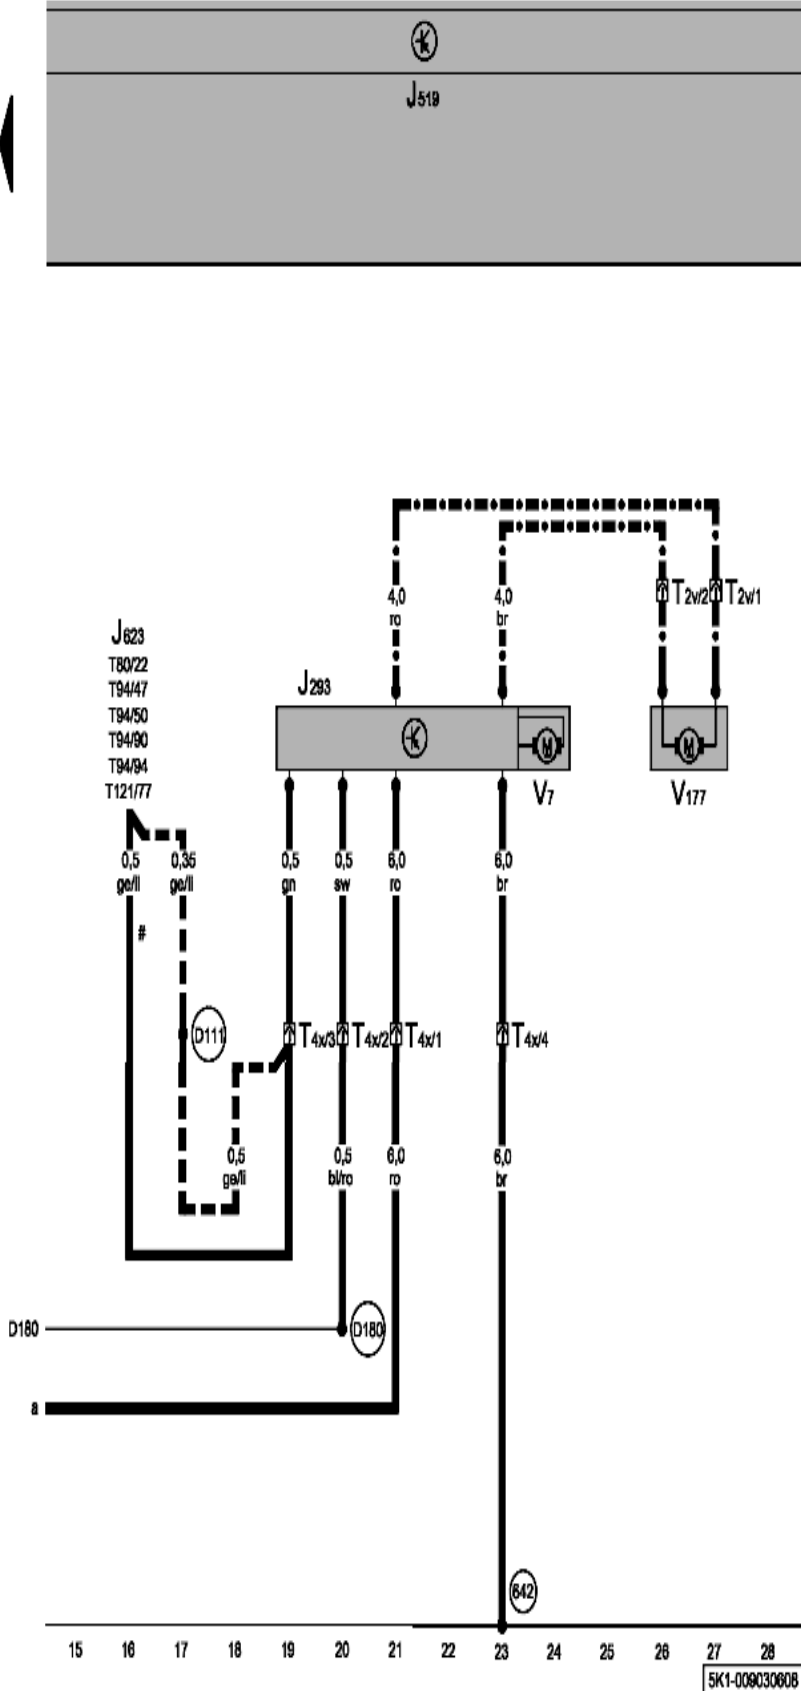 J519
4,0 4,0
ro br
T2v/2 T2v/1
J623
T80/22
T94/47
T94/50
T94/90
T94/94
T121/77
J293
V7 V177
0,5 0,35 0,5 0,5 6,0 6,0
ge/li ge/li gn sw ro br
#
D111 T4x/3 T4x/2 T4x/1 T4x/4
0,5 0,5 6,0 6,0
ge/li bl/ro ro br
D180 D180
a
642
15 16 17 18 19 20 21 22 23 24 25 26 27 28
5K1-009030608